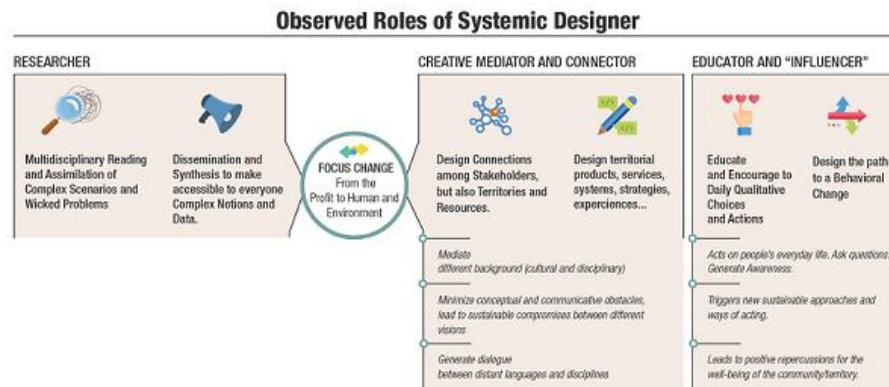 Observed Roles of Systemic Designer
RESEARCHER
Multidisciplinary Reading
and Assimilation of
Complex Scenarios and
Wicked Problems
Dissemination and
Synthesis to make
accessible to everyone
Complex Notions and
Data.
FOCUS CHANGE
From the
Profit to Human and
Environment
CREATIVE MEDIATOR AND CONNECTOR
Design Connections
among Stakeholders,
but also Territories and
Resources.
</>
</>
Design territorial
products, services,
systems, strategies,
experciences...
Mediate
different background (cultural and disciplinary)
Minimize conceptual and communicative obstacles,
lead to sustainable compromises between different
visions
Generate dialogue
between distant languages and disciplines
EDUCATOR AND "INFLUENCER"
Educate
and Encourage to
Daily Qualitative
Choices
and Actions
Design the path
to a Behavioral
Change
Acts on people's everyday life. Ask questions.
Generate Awareness.
Triggers new sustainable approaches and
ways of acting.
Leads to positive repercussions for the
well-being of the community/territory.